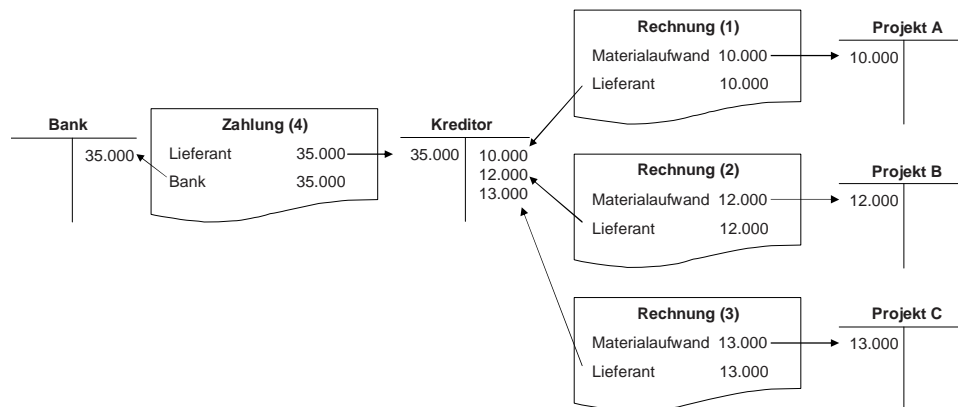 Rechnung (1)
Materialaufwand 10.000
Lieferant 10.000
Projekt A
10.000
Bank
35.000
Zahlung (4)
Lieferant 35.000
Bank 35.000
Kreditor
35.000 10.000
12.000
13.000
Rechnung (2)
Materialaufwand 12.000
Lieferant 12.000
Projekt B
12.000
Rechnung (3)
Materialaufwand 13.000
Lieferant 13.000
Projekt C
13.000